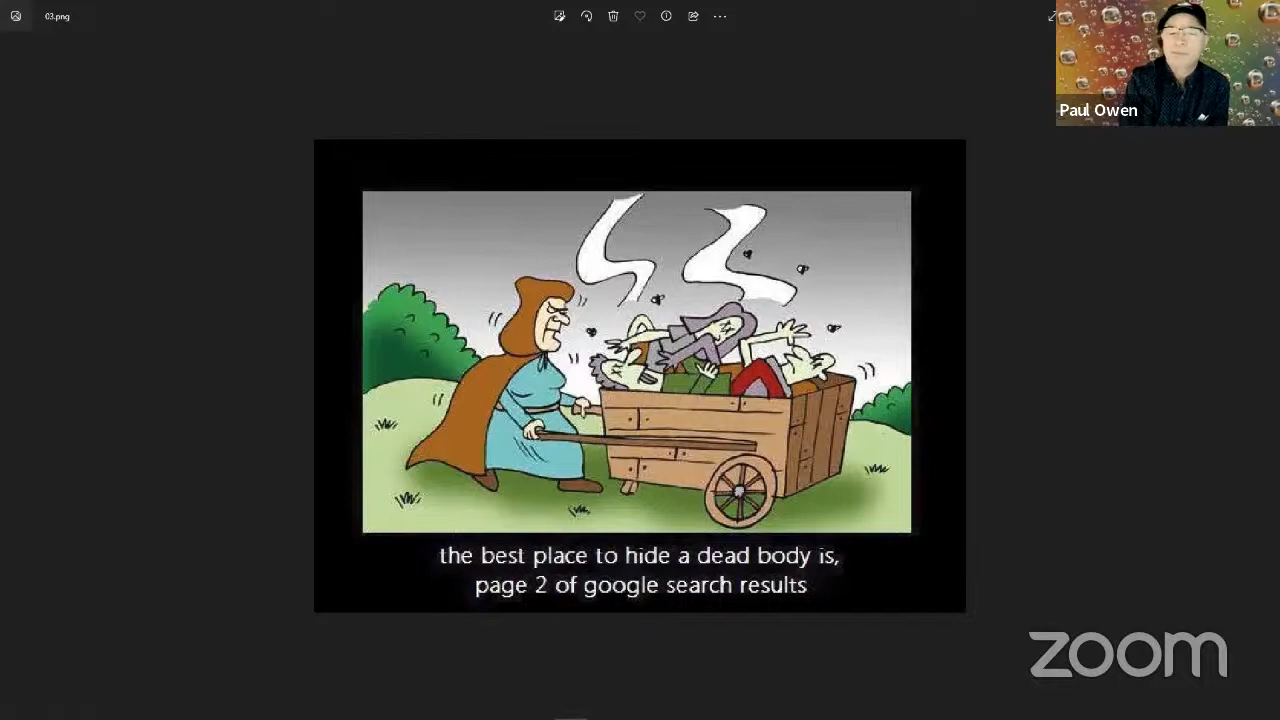 03.png
Paul Owen
the best place to hide a dead body is,
page 2 of google search results
zoom